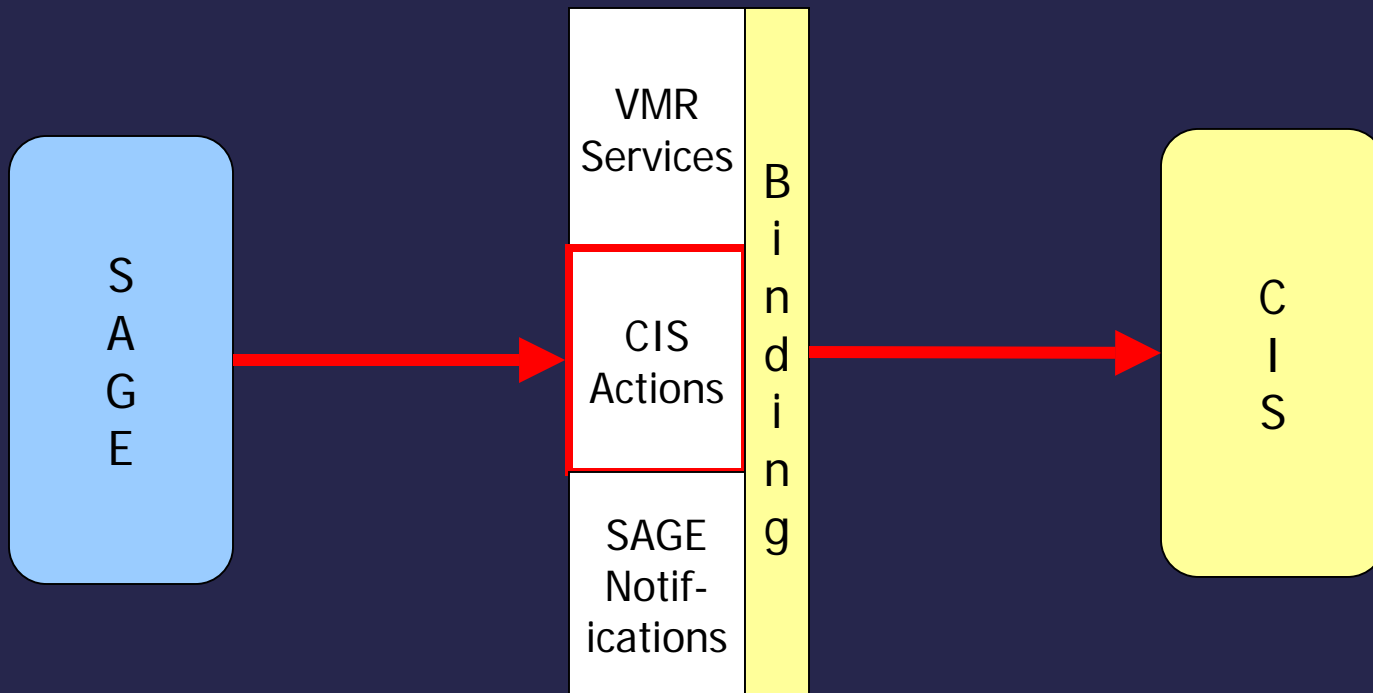 S
A
G
E
VMR
Services
CIS
Actions
SAGE
Notif-
ications
B
i
n
d
i
n
g
C
I
S